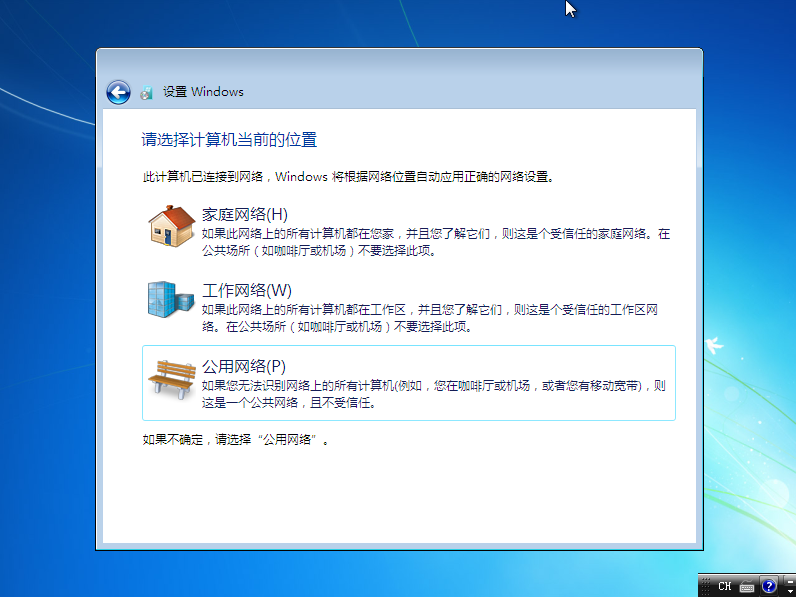 设置 Windows
请选择计算机当前的位置
此计算机已连接到网络，Windows 将根据网络位置自动应用正确的网络设置。
家庭网络(H)
如果此网络上的所有计算机都在您家，并且您了解它们，则这是个受信任的家庭网络。在
公共场所（如咖啡厅或机场）不要选择此项。
工作网络(W)
如果此网络上的所有计算机都在工作区，并且您了解它们，则这是个受信任的工作区网
络。在公共场所（如咖啡厅或机场）不要选择此项。
公用网络(P)
如果您无法识别网络上的所有计算机(例如，您在咖啡厅或机场，或者您有移动宽带)，则
这是一个公共网络，且不受信任。
如果不确定，请选择“公用网络”。
CH